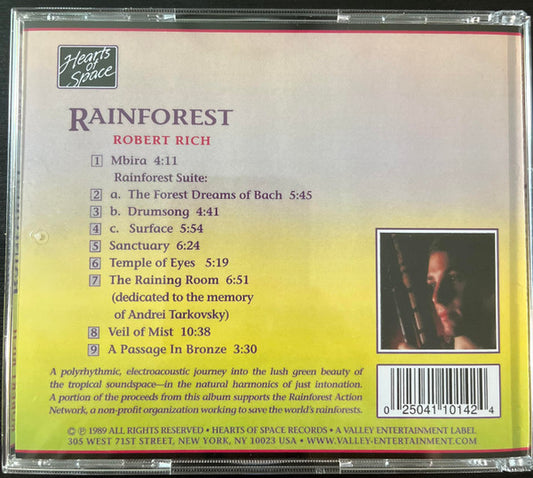 Hearts
of
Space
RAINFOREST
ROBERT RICH
1 Mbira 4:11
Rainforest Suite:
2 a. The Forest Dreams of Bach 5:45
3 b. Drumsong 4:41
4 c. Surface 5:54
5 Sanctuary 6:24
6 Temple of Eyes 5:19
7 The Raining Room 6:51
(dedicated to the memory
of Andrei Tarkovsky)
8 Veil of Mist 10:38
9 A Passage In Bronze 3:30
A polyrhythmic, electroacoustic journey into the lush green beauty of
the tropical soundspace—in the natural harmonics of just intonation.
A portion of the proceeds from this album supports the Rainforest Action
Network, a non-profit organization working to save the world's rainforests.
0 25041 10142 4
© ℗ 1989 ALL RIGHTS RESERVED • HEARTS OF SPACE RECORDS • A VALLEY ENTERTAINMENT LABEL
305 WEST 71ST STREET, NEW YORK, NY 10023 USA • WWW.VALLEY-ENTERTAINMENT.COM